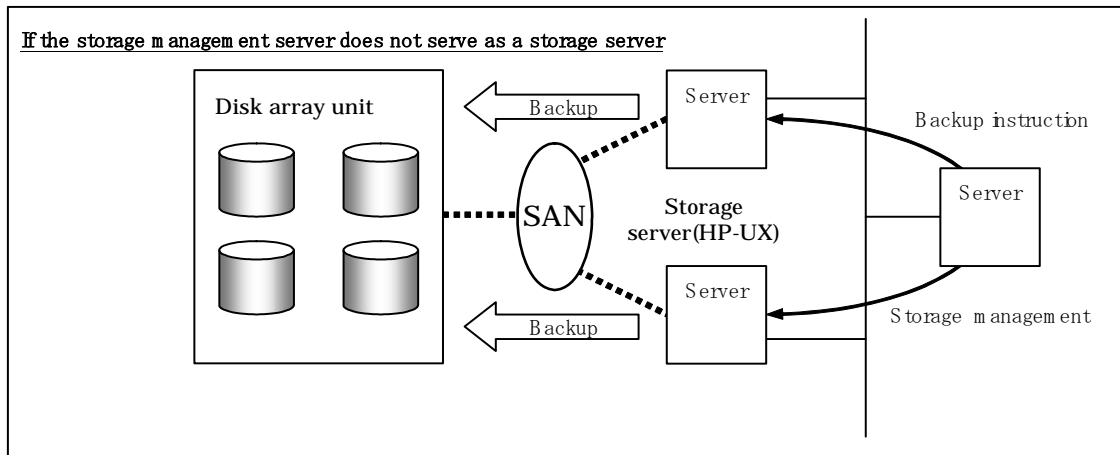 If the storage management server does not serve as a storage server
Disk array unit
Backup
Server
Backup instruction
Server
SAN
Storage
server(HP-UX)
Server
Backup
Storage management